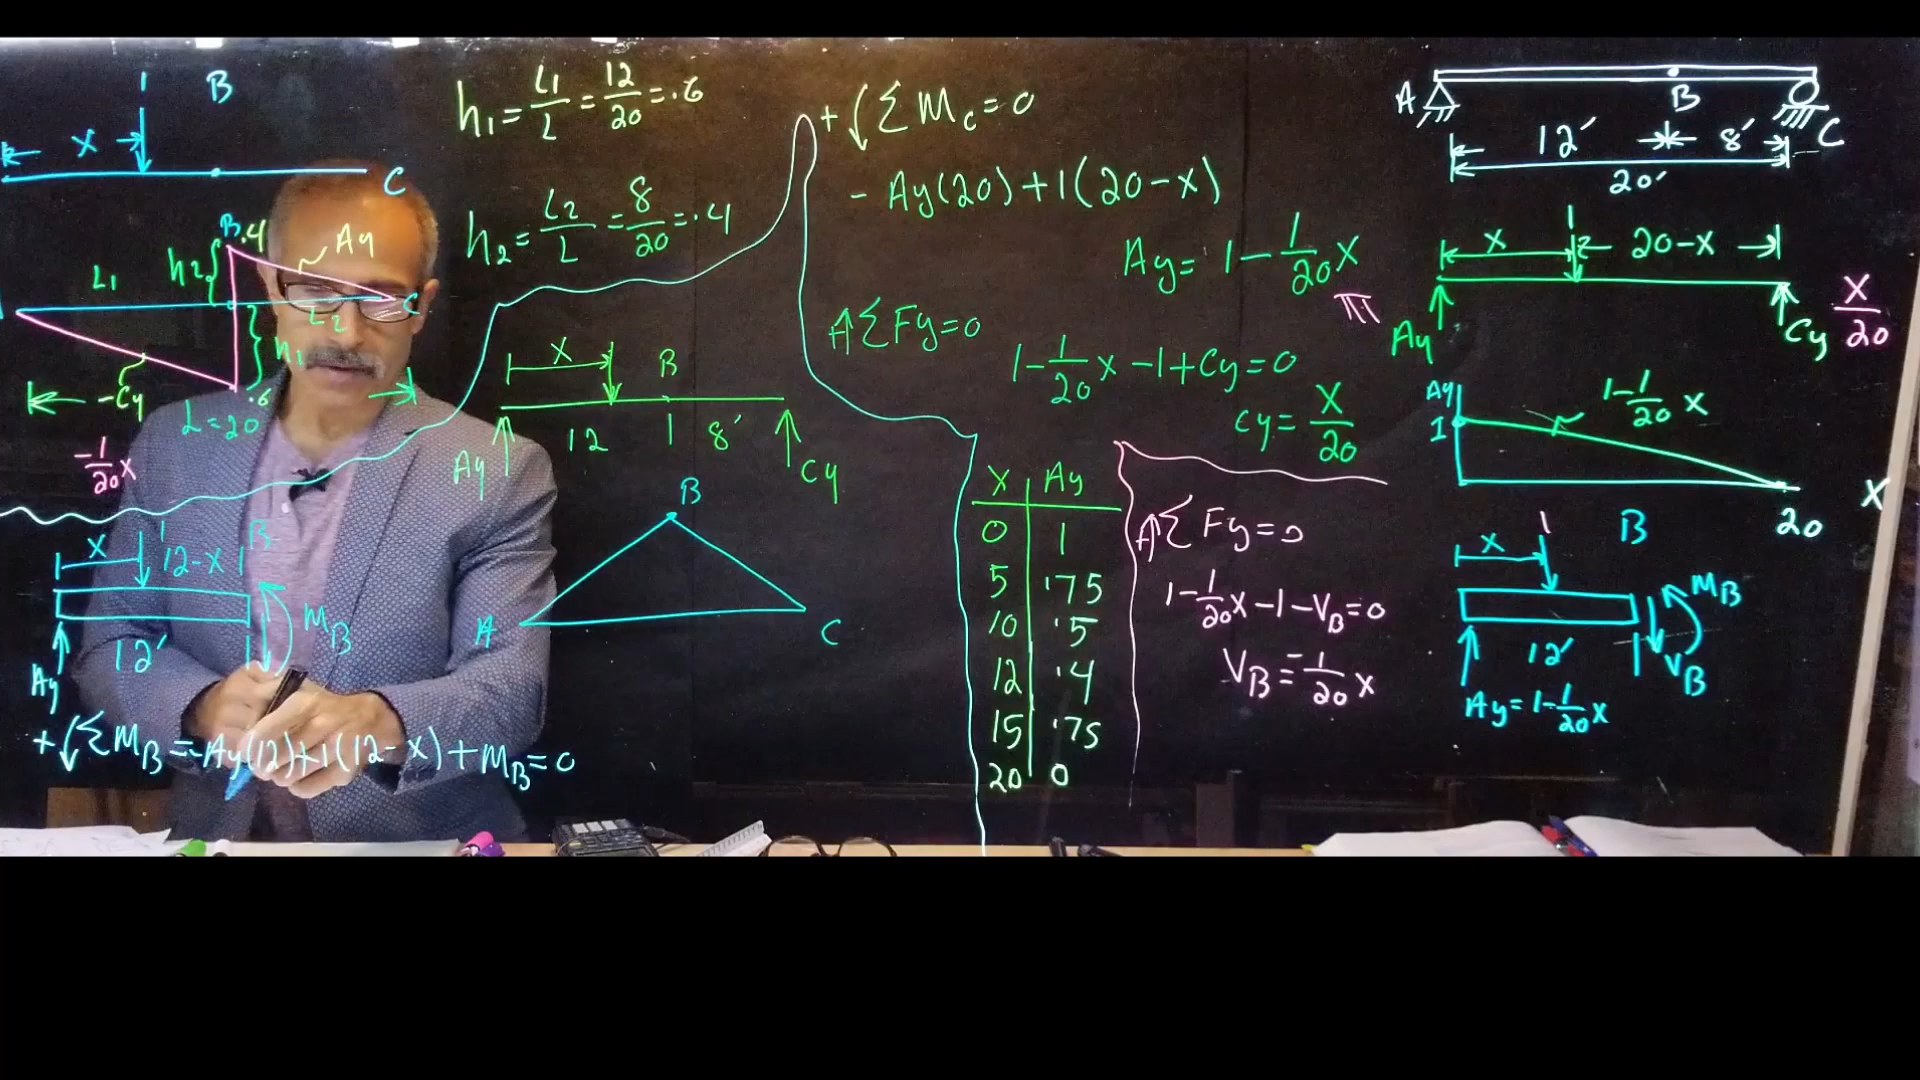 1 B
x
C
B .4
Ay
h2
L1
L2
C
h1
-Cy
.6
L = 20
-1/20 x
h1 = L1/L = 12/20 = .6
h2 = L2/L = 8/20 = .4
x
B
12 8'
Ay
Cy
B
A
C
x 1 12-x B
MB
12'
Ay
+ ΣMB = -Ay(12)+1(12-x)+MB=0
+ ΣMc=0
- Ay(20)+1(20-x)
Ay = 1-1/20 x
↑ΣFy=0
1-1/20 x -1+Cy=0
Cy = x/20
x Ay
0 1
5 .75
10 .5
12 .4
15 .75
20 0
↑ΣFy=0
1-1/20 x-1-VB=0
VB=-1/20 x
A
B
C
12' 8'
20'
1
x 20-x
Ay
Cy x/20
Ay
1
1-1/20 x
20
x
1 B
x
MB
12'
VB
Ay=1-1/20 x